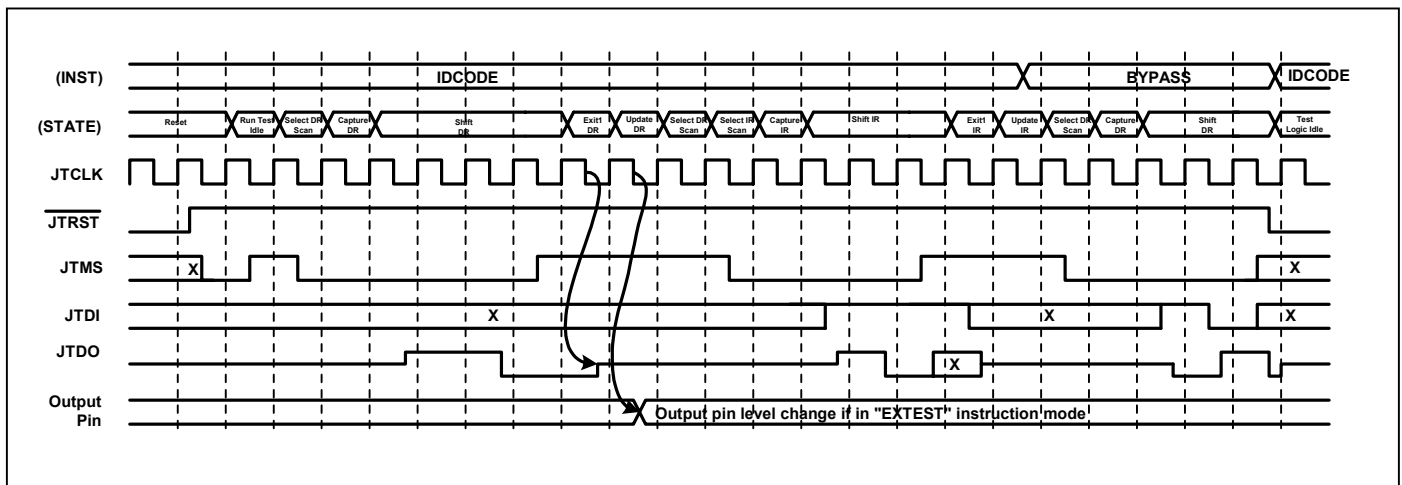 (INST)
IDCODE
BYPASS
IDCODE
(STATE)
Reset
Run Test
Idle
Select DR
Scan
Capture
DR
Shift
DR
Exit1
DR
Update
DR
Select DR
Scan
Select IR
Scan
Capture
IR
Shift IR
Exit1
IR
Update
IR
Select DR
Scan
Capture
DR
Shift
DR
Test
Logic Idle
JTCLK
JTRST
JTMS
X
X
JTDI
X
X
X
JTDO
X
Output
Pin
Output pin level change if in "EXTEST" instruction mode